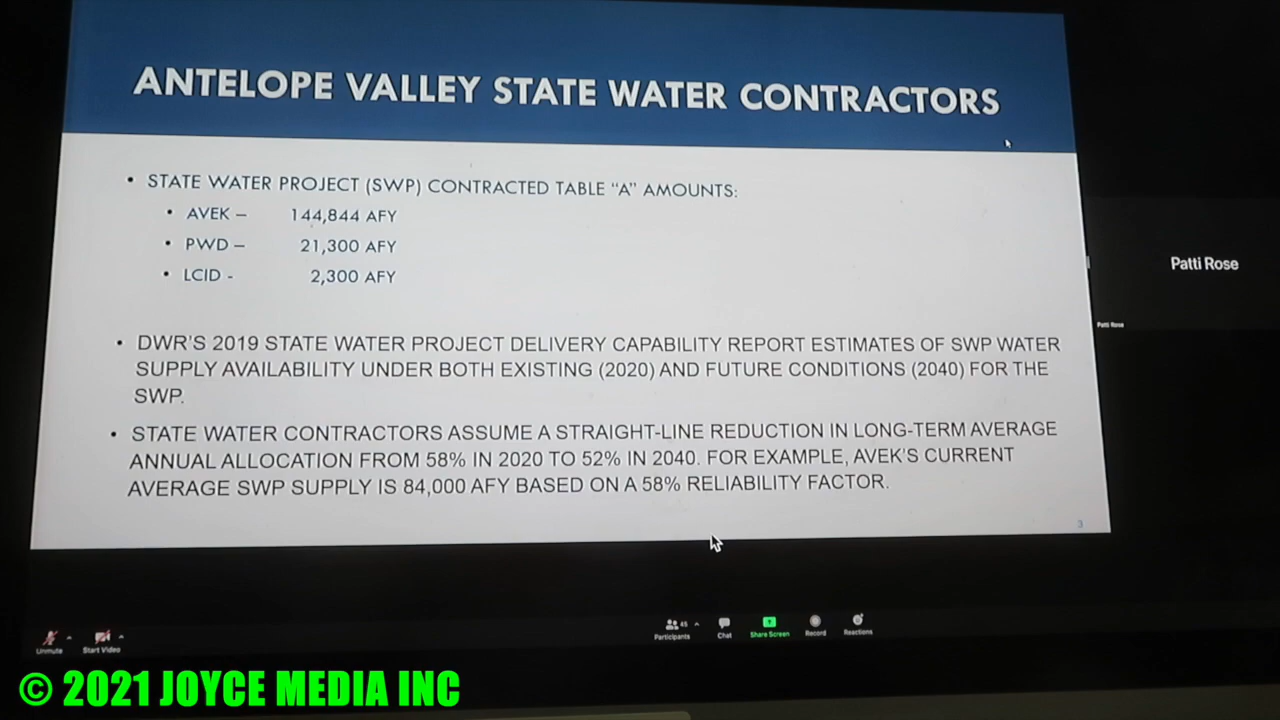 ANTELOPE VALLEY STATE WATER CONTRACTORS
• STATE WATER PROJECT (SWP) CONTRACTED TABLE “A” AMOUNTS:
• AVEK – 144,844 AFY
• PWD – 21,300 AFY
• LCID - 2,300 AFY
• DWR’S 2019 STATE WATER PROJECT DELIVERY CAPABILITY REPORT ESTIMATES OF SWP WATER
SUPPLY AVAILABILITY UNDER BOTH EXISTING (2020) AND FUTURE CONDITIONS (2040) FOR THE
SWP.
• STATE WATER CONTRACTORS ASSUME A STRAIGHT-LINE REDUCTION IN LONG-TERM AVERAGE
ANNUAL ALLOCATION FROM 58% IN 2020 TO 52% IN 2040. FOR EXAMPLE, AVEK’S CURRENT
AVERAGE SWP SUPPLY IS 84,000 AFY BASED ON A 58% RELIABILITY FACTOR.
3
Patti Rose
Patti Rose
Unmute Start Video 45 Participants Chat Share Screen Record Reactions
© 2021 JOYCE MEDIA INC